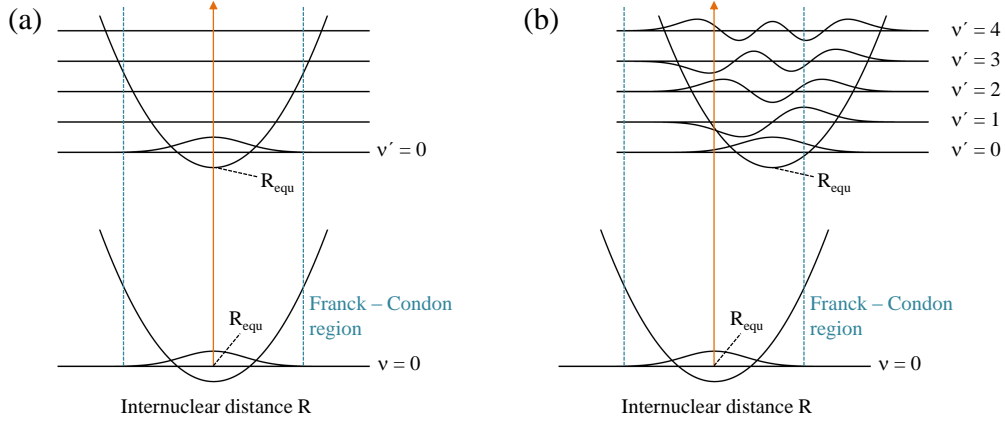 (a)
ν´ = 0
R_equ
Franck – Condon
region
R_equ
ν = 0
Internuclear distance R
(b)
ν´ = 4
ν´ = 3
ν´ = 2
ν´ = 1
ν´ = 0
R_equ
Franck – Condon
region
R_equ
ν = 0
Internuclear distance R